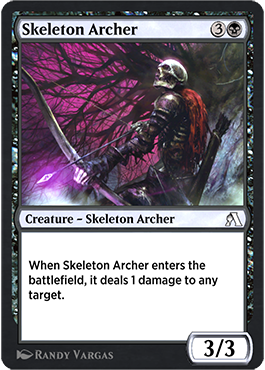 Skeleton Archer 3
Creature – Skeleton Archer
When Skeleton Archer enters the
battlefield, it deals 1 damage to any
target.
3/3
Randy Vargas